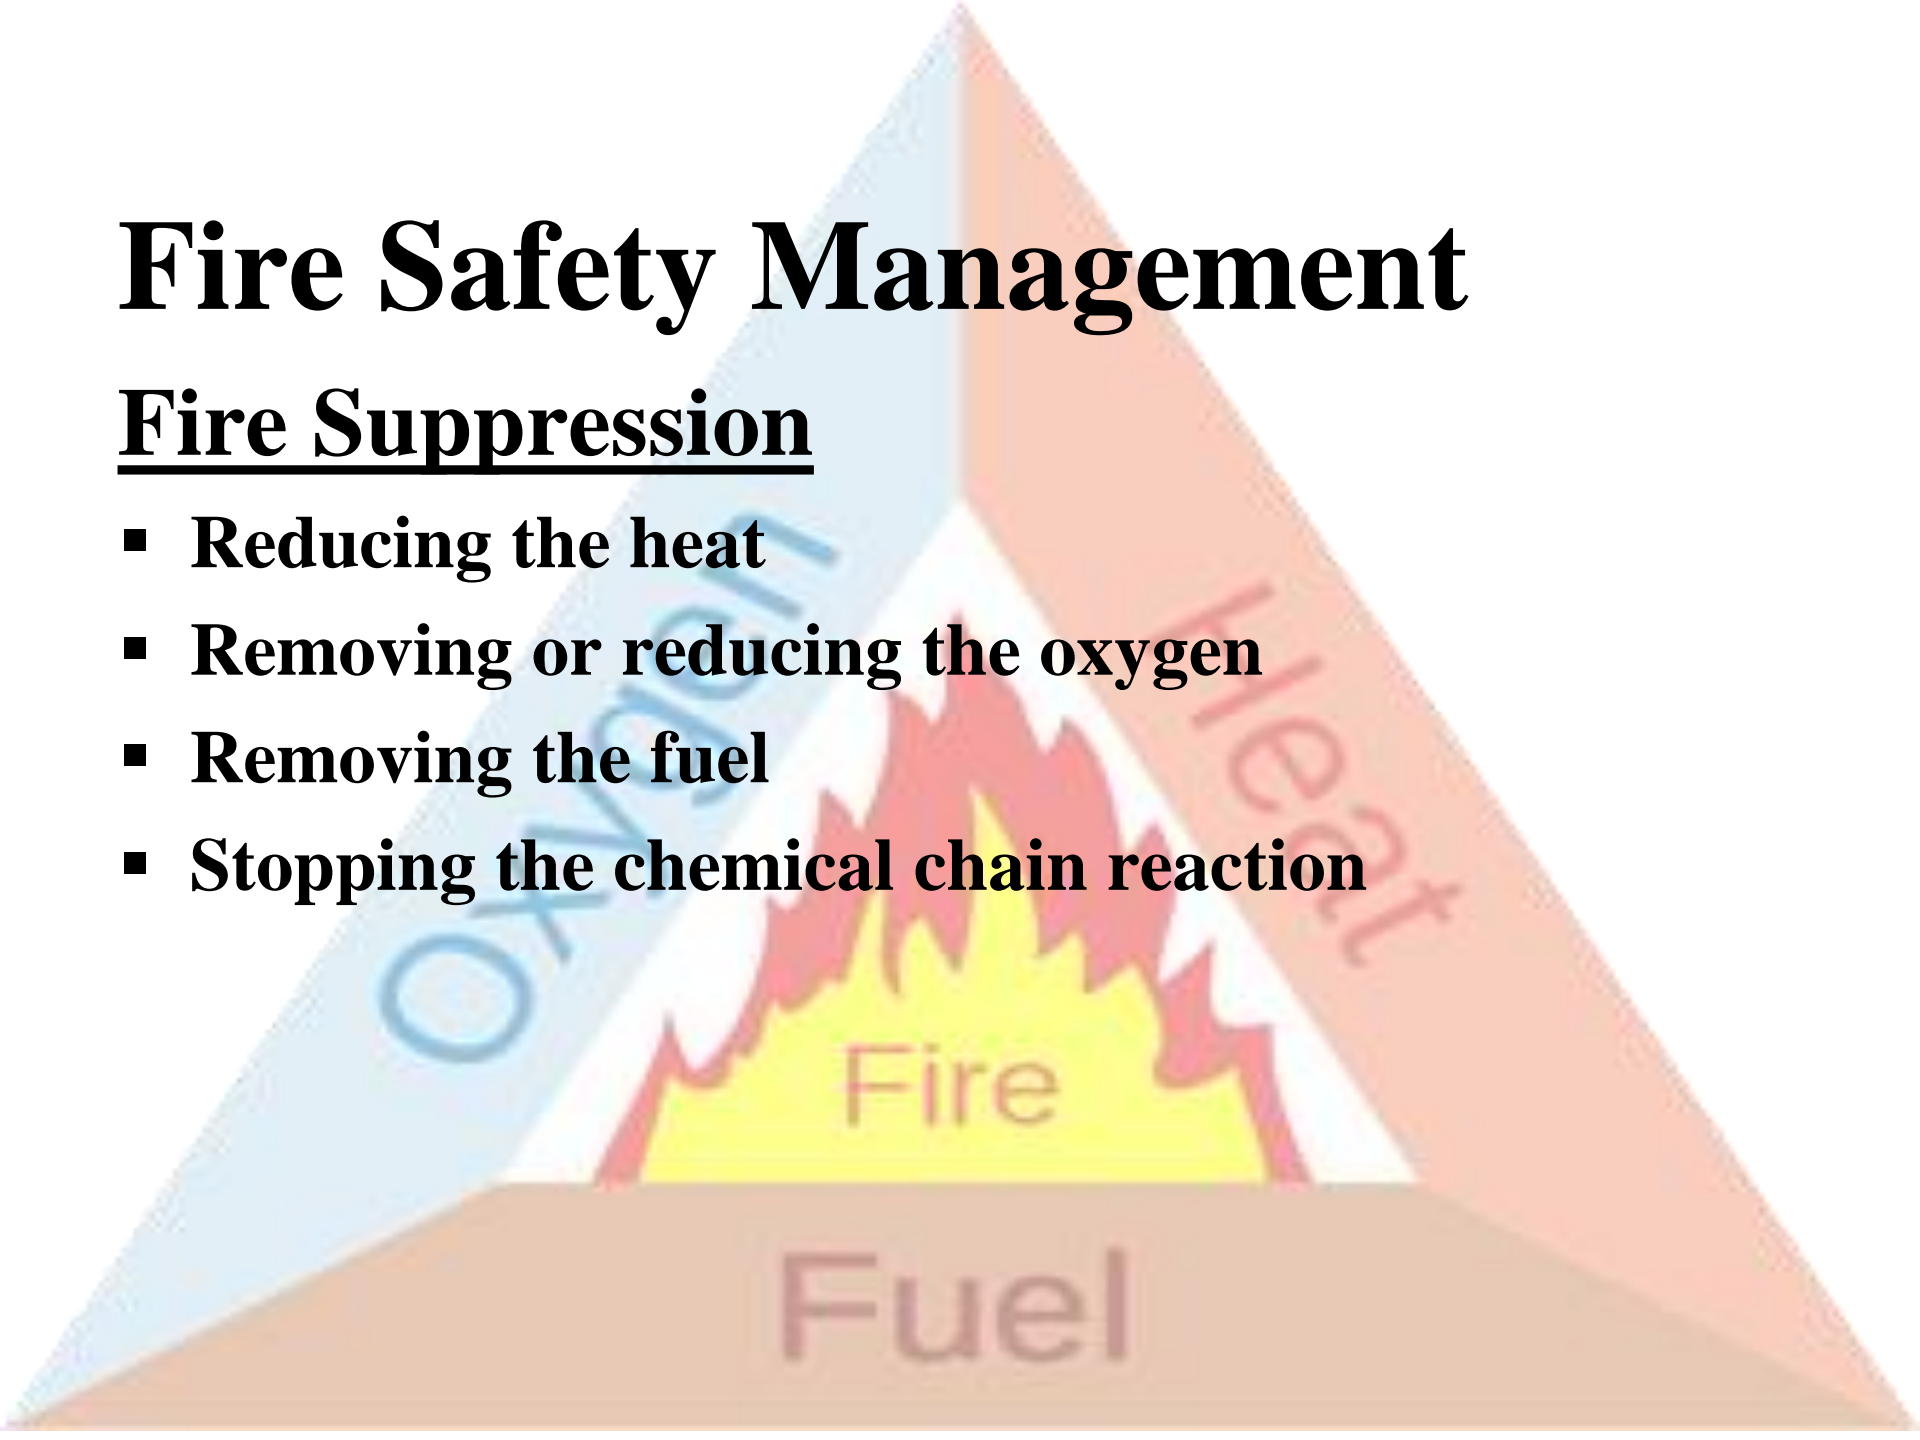 Fire Safety Management
Fire Suppression
▪ Reducing the heat
▪ Removing or reducing the oxygen
▪ Removing the fuel
▪ Stopping the chemical chain reaction
Oxygen
Heat
Fire
Fuel